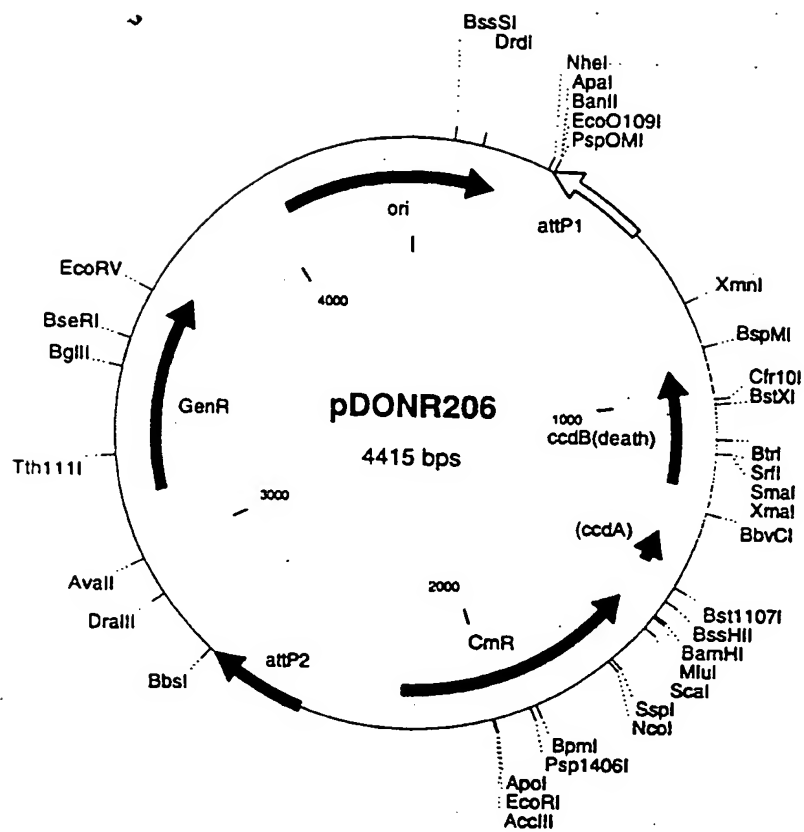 BssSI
DrdI
NheI
ApaI
BanII
EcoO109I
PspOMI
attP1
ori
4000
EcoRV
BseRI
BglII
GenR
Tth111I
pDONR206
4415 bps
1000
ccdB(death)
XmnI
BspMI
Cfr10I
BstXI
BtrI
SrfI
SmaI
XmaI
BbvCI
3000
(ccdA)
AvaII
DraIII
BbsI
attP2
2000
CmR
Bst1107I
BssHII
BamHI
MluI
ScaI
SspI
NcoI
BpmI
Psp1406I
ApoI
EcoRI
AccIII